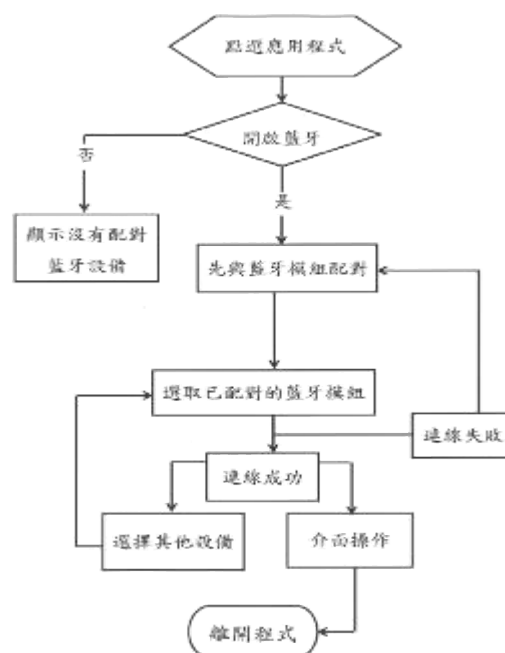 點選應用程式
開啟藍牙
否
是
顯示沒有配對
藍牙設備
先與藍牙模組配對
選取已配對的藍牙模組
連線失敗
連線成功
選擇其他設備
介面操作
離開程式